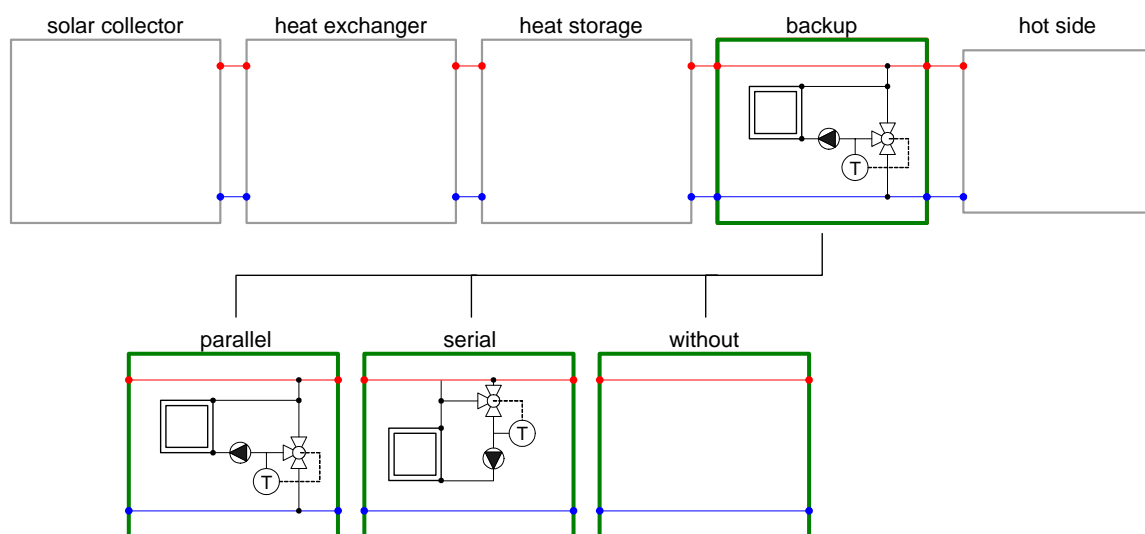 solar collector heat exchanger heat storage backup hot side
T
parallel serial without
T
T